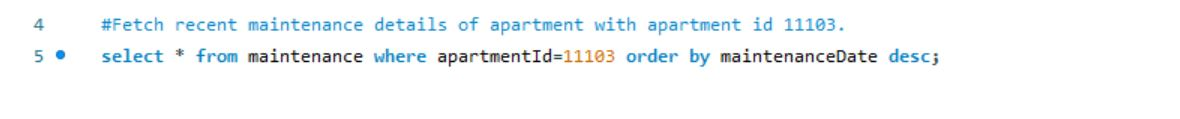 4 #Fetch recent maintenance details of apartment with apartment id 11103.
5 select * from maintenance where apartmentId=11103 order by maintenanceDate desc;